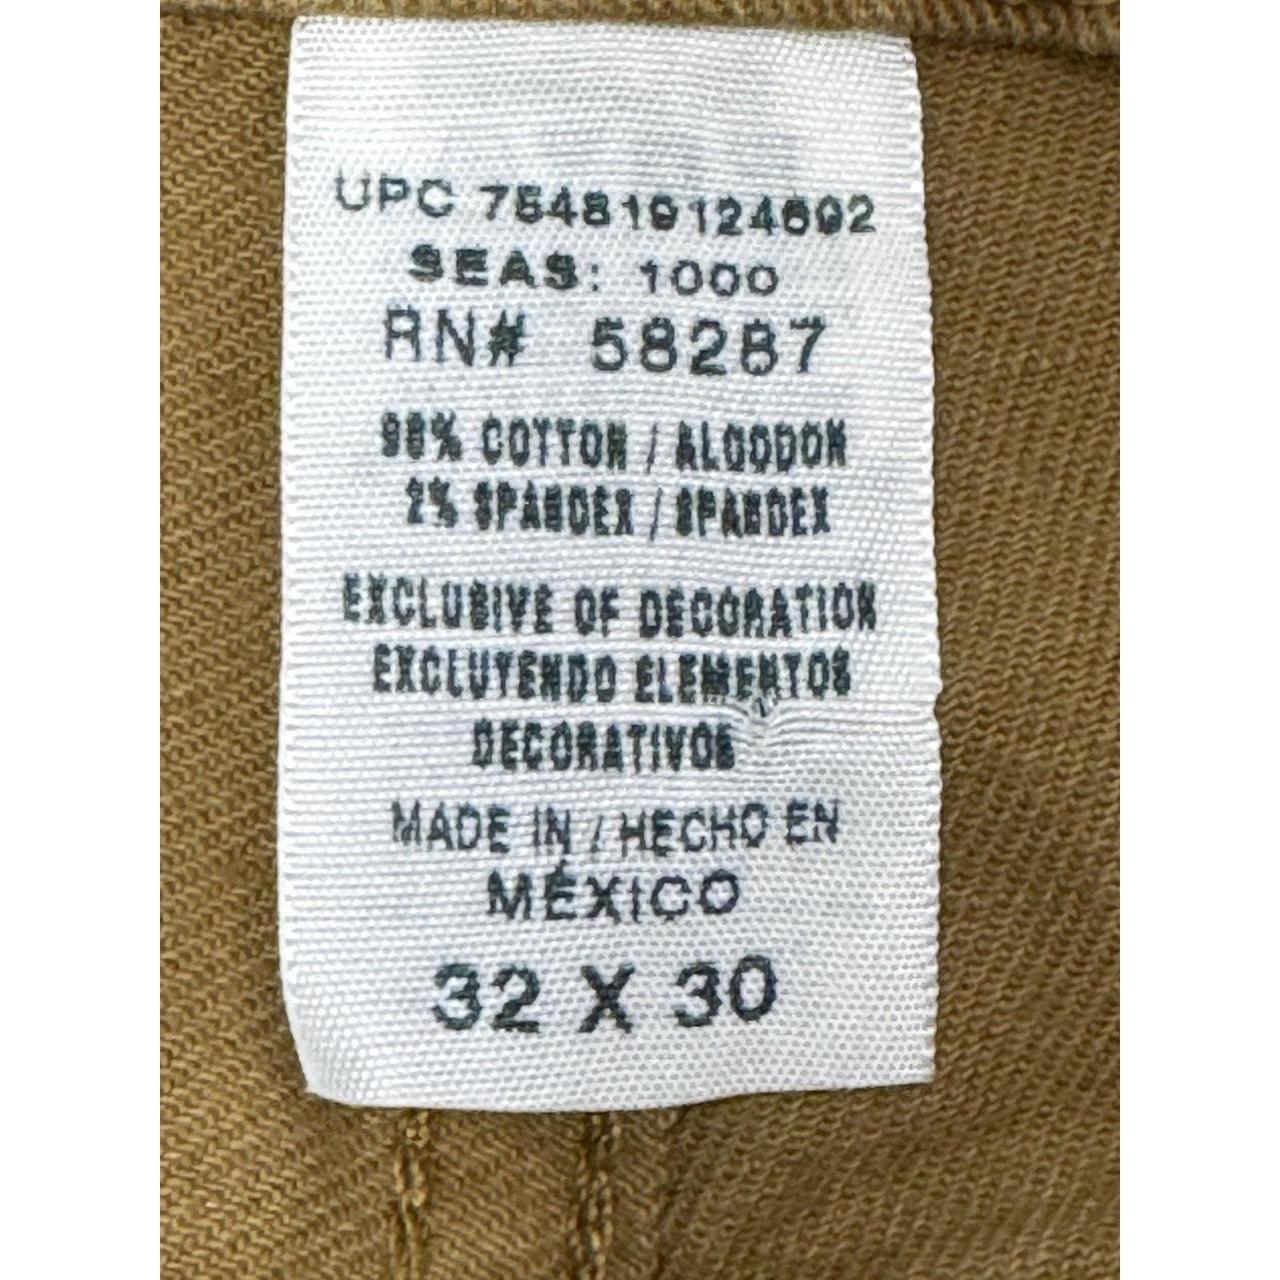 UPC 754819124692
SEAS: 1000
RN# 58287
98% COTTON / ALGODON
2% SPANDEX / SPANDEX
EXCLUSIVE OF DECORATION
EXCLUYENDO ELEMENTOS
DECORATIVOS
MADE IN / HECHO EN
MÉXICO
32 X 30